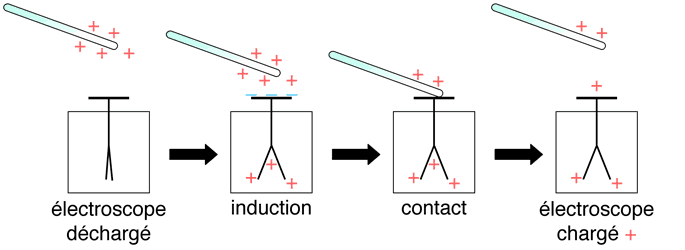 électroscope
déchargé
induction
contact
électroscope
chargé +